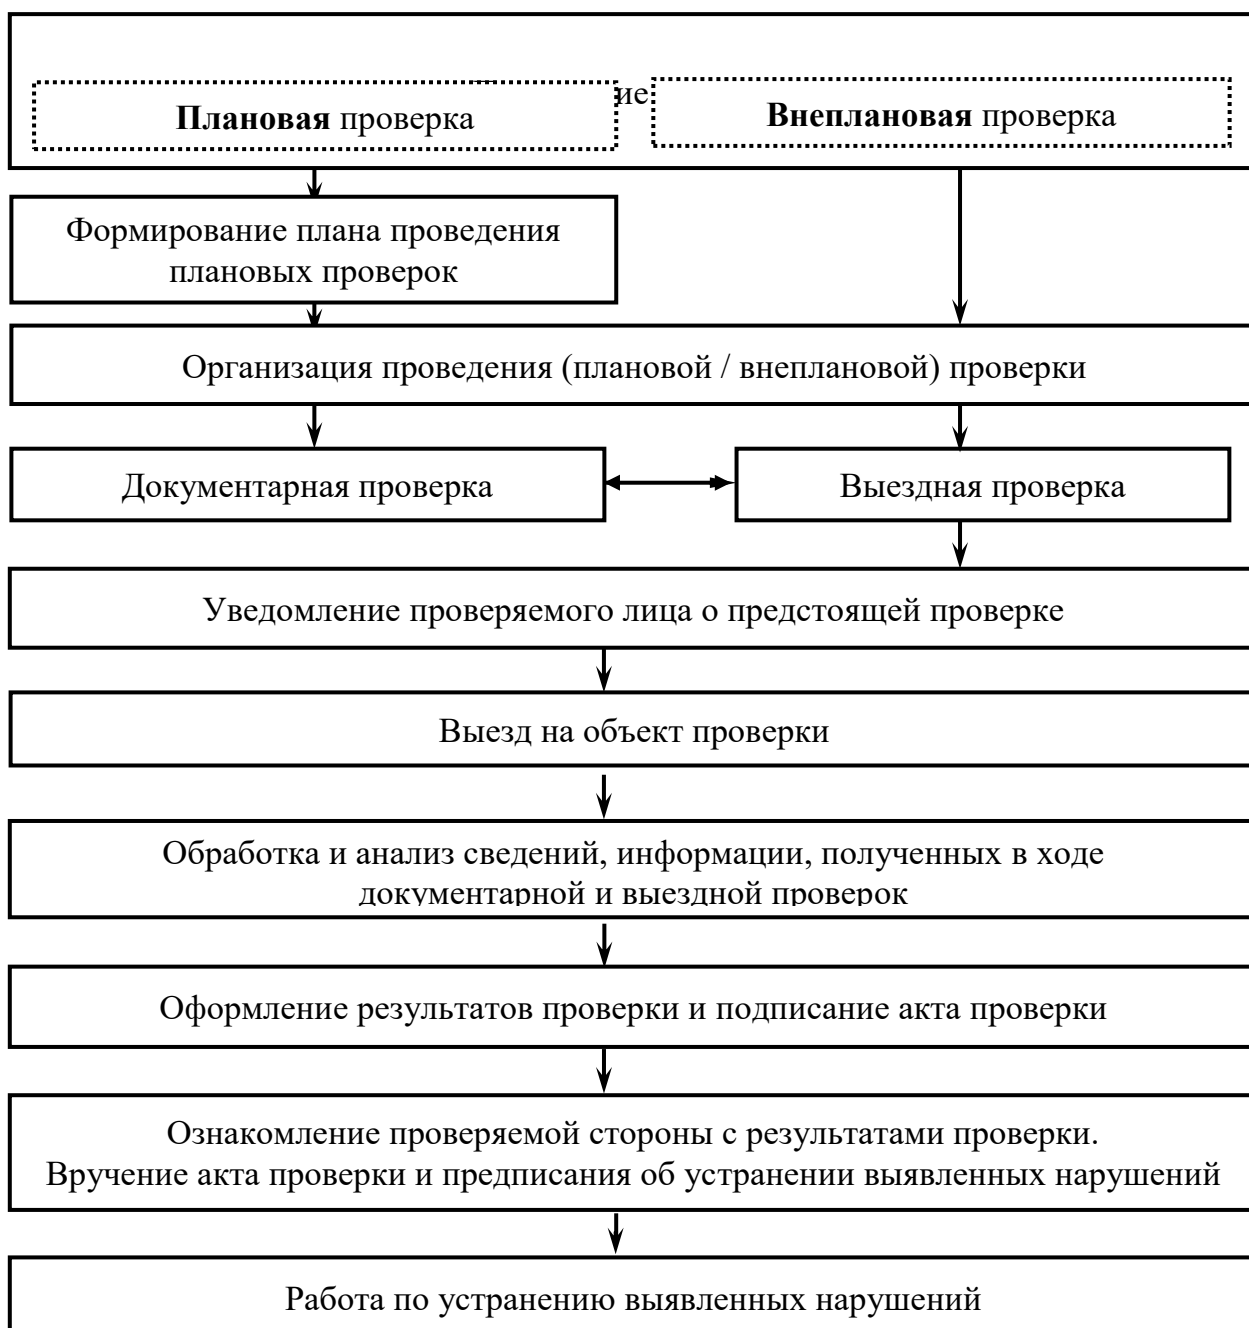 Плановая проверка
Внеплановая проверка
Формирование плана проведения
плановых проверок
Организация проведения (плановой / внеплановой) проверки
Документарная проверка
Выездная проверка
Уведомление проверяемого лица о предстоящей проверке
Выезд на объект проверки
Обработка и анализ сведений, информации, полученных в ходе
документарной и выездной проверок
Оформление результатов проверки и подписание акта проверки
Ознакомление проверяемой стороны с результатами проверки.
Вручение акта проверки и предписания об устранении выявленных нарушений
Работа по устранению выявленных нарушений